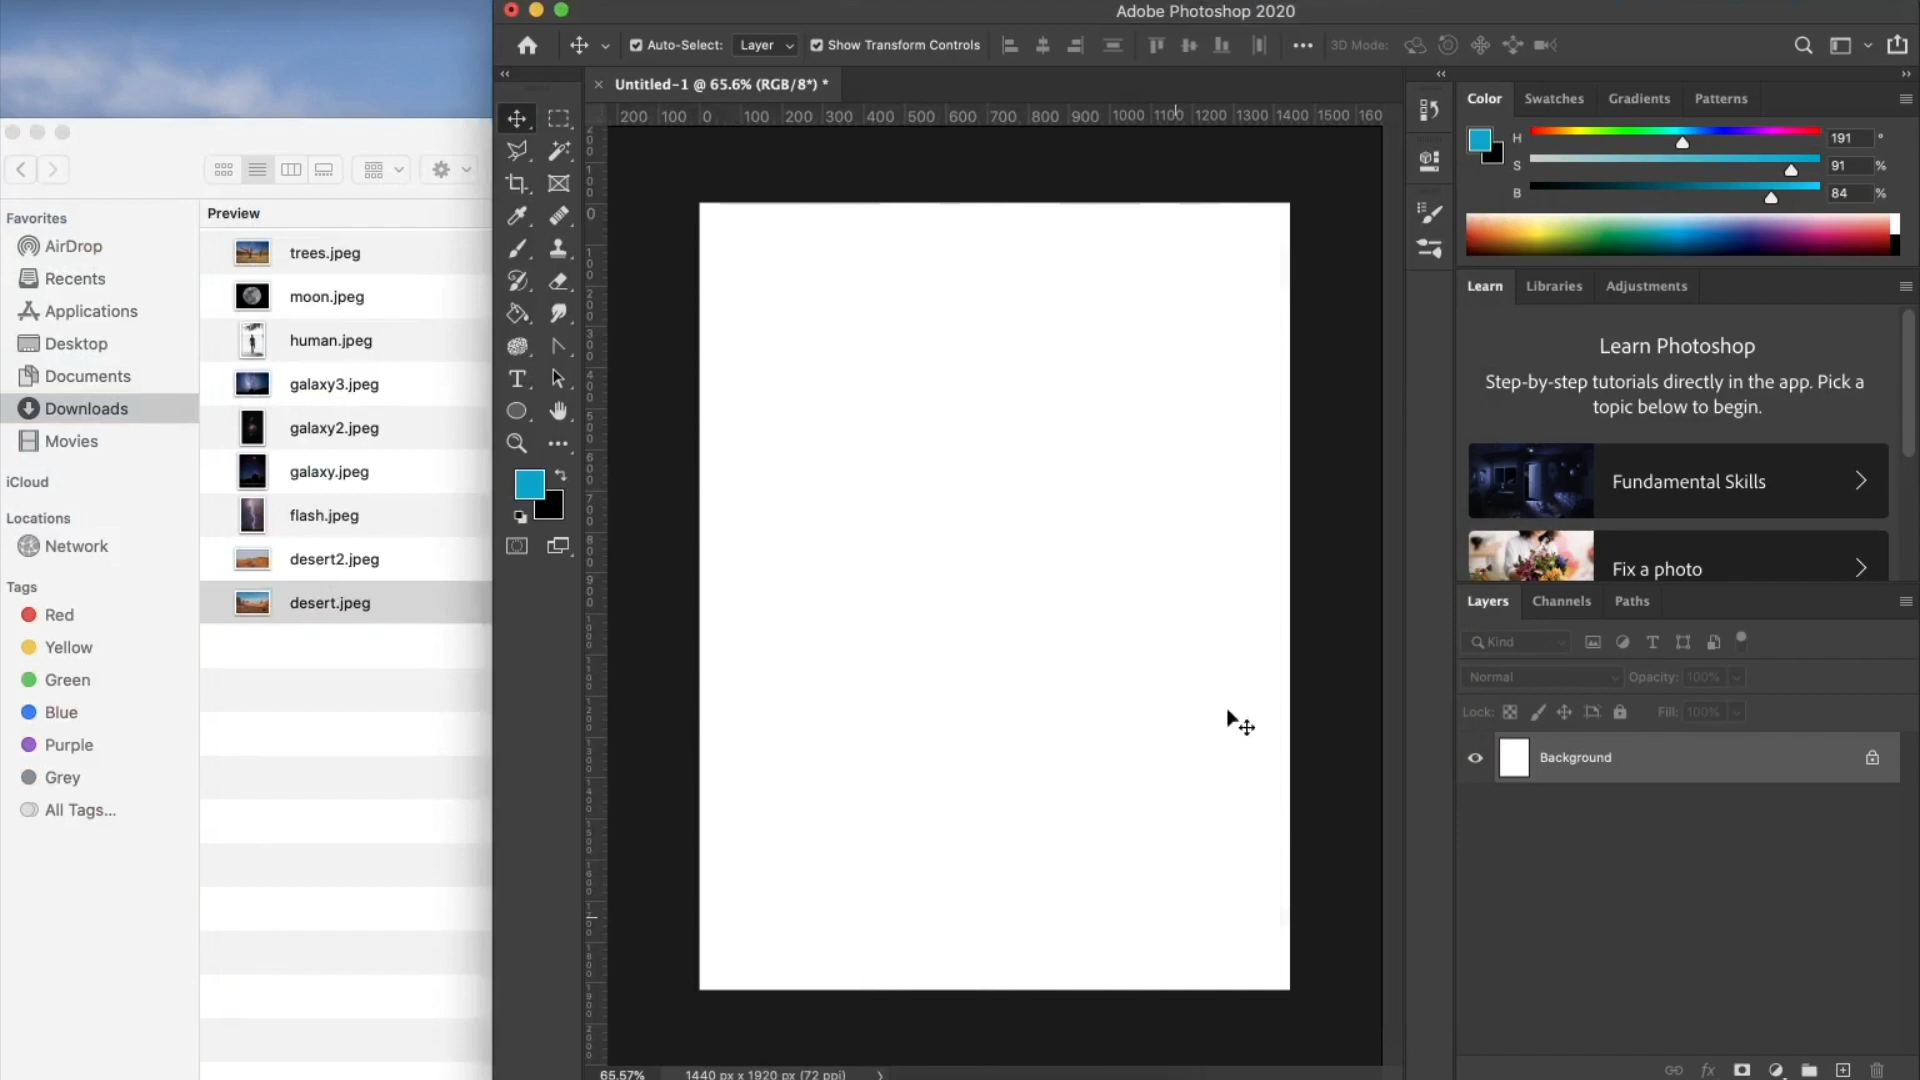 Adobe Photoshop 2020
Auto-Select: Layer Show Transform Controls 3D Mode:
Untitled-1 @ 65.6% (RGB/8*) *
200 100 0 100 200 300 400 500 600 700 800 900 1000 1100 1200 1300 1400 1500 160
Color Swatches Gradients Patterns
H 191 °
S 91 %
B 84 %
Learn Libraries Adjustments
Learn Photoshop
Step-by-step tutorials directly in the app. Pick a
topic below to begin.
Fundamental Skills
Fix a photo
Layers Channels Paths
Kind
Normal Opacity: 100%
Lock: Fill: 100%
Background
fx
65.57% 1440 px x 1920 px (72 ppi)
Favorites
AirDrop
Recents
Applications
Desktop
Documents
Downloads
Movies
iCloud
Locations
Network
Tags
Red
Yellow
Green
Blue
Purple
Grey
All Tags...
Preview
trees.jpeg
moon.jpeg
human.jpeg
galaxy3.jpeg
galaxy2.jpeg
galaxy.jpeg
flash.jpeg
desert2.jpeg
desert.jpeg